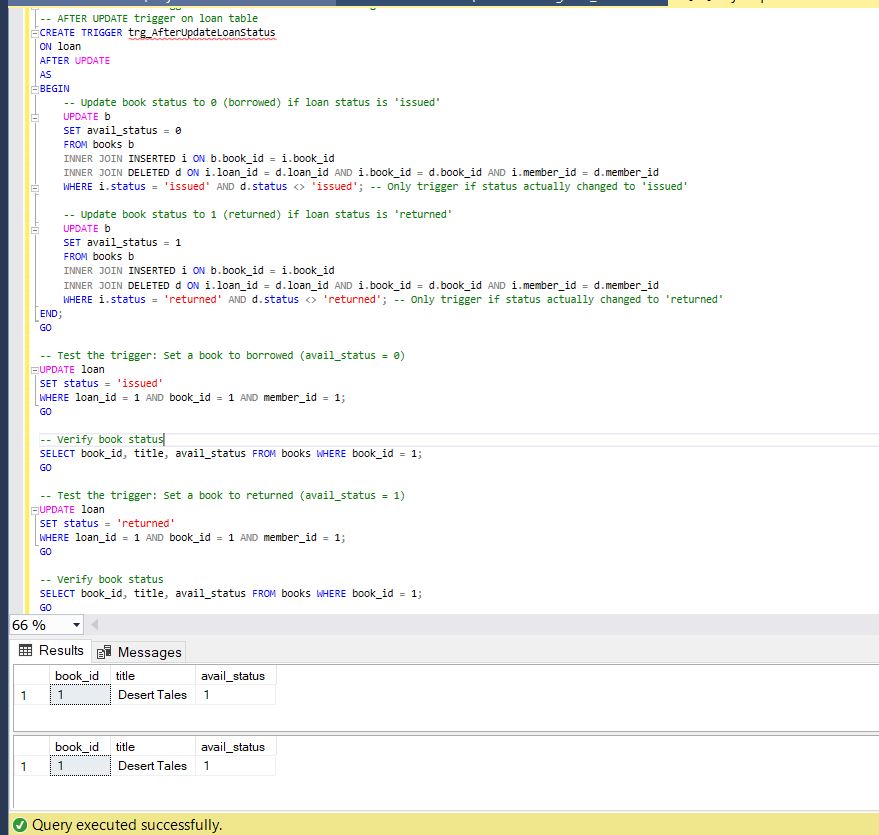 -- AFTER UPDATE trigger on loan table
CREATE TRIGGER trg_AfterUpdateLoanStatus
ON loan
AFTER UPDATE
AS
BEGIN
-- Update book status to 0 (borrowed) if loan status is 'issued'
UPDATE b
SET avail_status = 0
FROM books b
INNER JOIN INSERTED i ON b.book_id = i.book_id
INNER JOIN DELETED d ON i.loan_id = d.loan_id AND i.book_id = d.book_id AND i.member_id = d.member_id
WHERE i.status = 'issued' AND d.status <> 'issued'; -- Only trigger if status actually changed to 'issued'
-- Update book status to 1 (returned) if loan status is 'returned'
UPDATE b
SET avail_status = 1
FROM books b
INNER JOIN INSERTED i ON b.book_id = i.book_id
INNER JOIN DELETED d ON i.loan_id = d.loan_id AND i.book_id = d.book_id AND i.member_id = d.member_id
WHERE i.status = 'returned' AND d.status <> 'returned'; -- Only trigger if status actually changed to 'returned'
END;
GO
-- Test the trigger: Set a book to borrowed (avail_status = 0)
UPDATE loan
SET status = 'issued'
WHERE loan_id = 1 AND book_id = 1 AND member_id = 1;
GO
-- Verify book status
SELECT book_id, title, avail_status FROM books WHERE book_id = 1;
GO
-- Test the trigger: Set a book to returned (avail_status = 1)
UPDATE loan
SET status = 'returned'
WHERE loan_id = 1 AND book_id = 1 AND member_id = 1;
GO
-- Verify book status
SELECT book_id, title, avail_status FROM books WHERE book_id = 1;
GO
66 %
Results Messages
book_id title avail_status
1 1 Desert Tales 1
book_id title avail_status
1 1 Desert Tales 1
Query executed successfully.